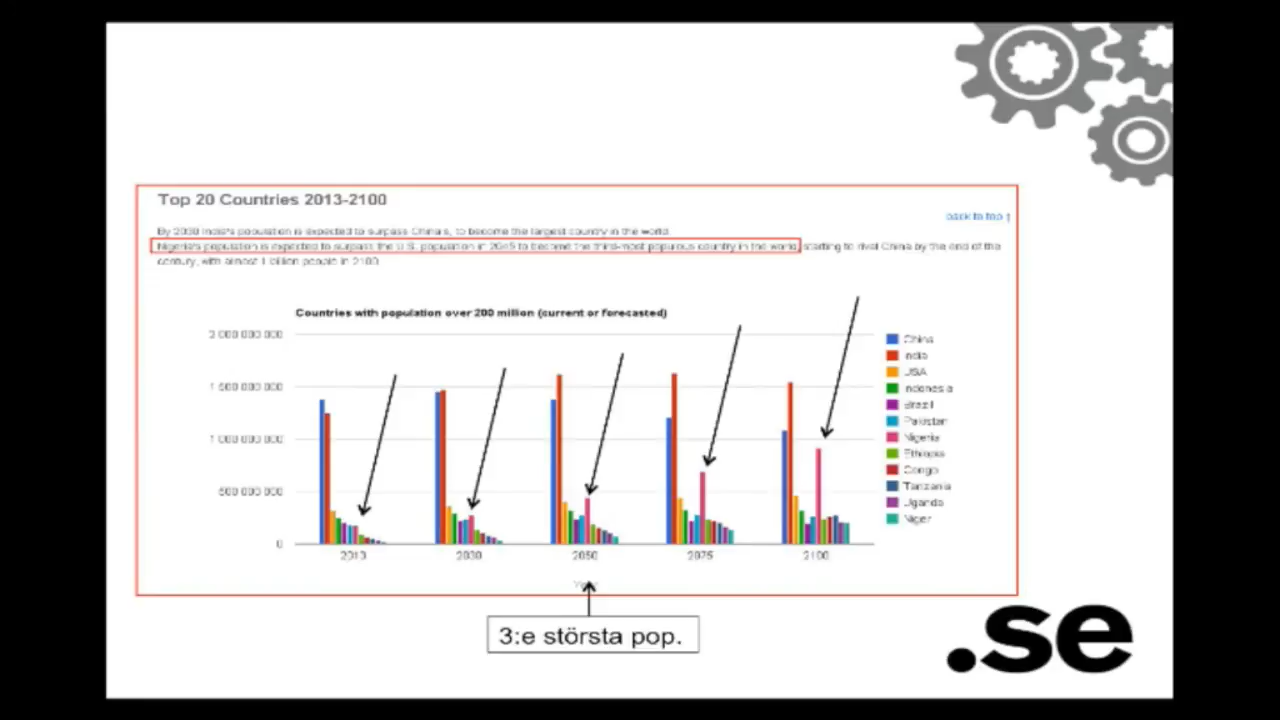 Top 20 Countries 2013-2100
back to top ↑
By 2030 India's population is expected to surpass China's, to become the largest country in the world.
Nigeria's population is expected to surpass the U.S. population in 2045 to become the third-most populous country in the world, starting to rival China by the end of the
century, with almost 1 billion people in 2100.
Countries with population over 200 million (current or forecasted)
2 000 000 000
1 500 000 000
1 000 000 000
500 000 000
0
2013
2030
2050
2075
2100
Year
China
India
USA
Indonesia
Brazil
Pakistan
Nigeria
Ethiopia
Congo
Tanzania
Uganda
Niger
3:e största pop.
.se